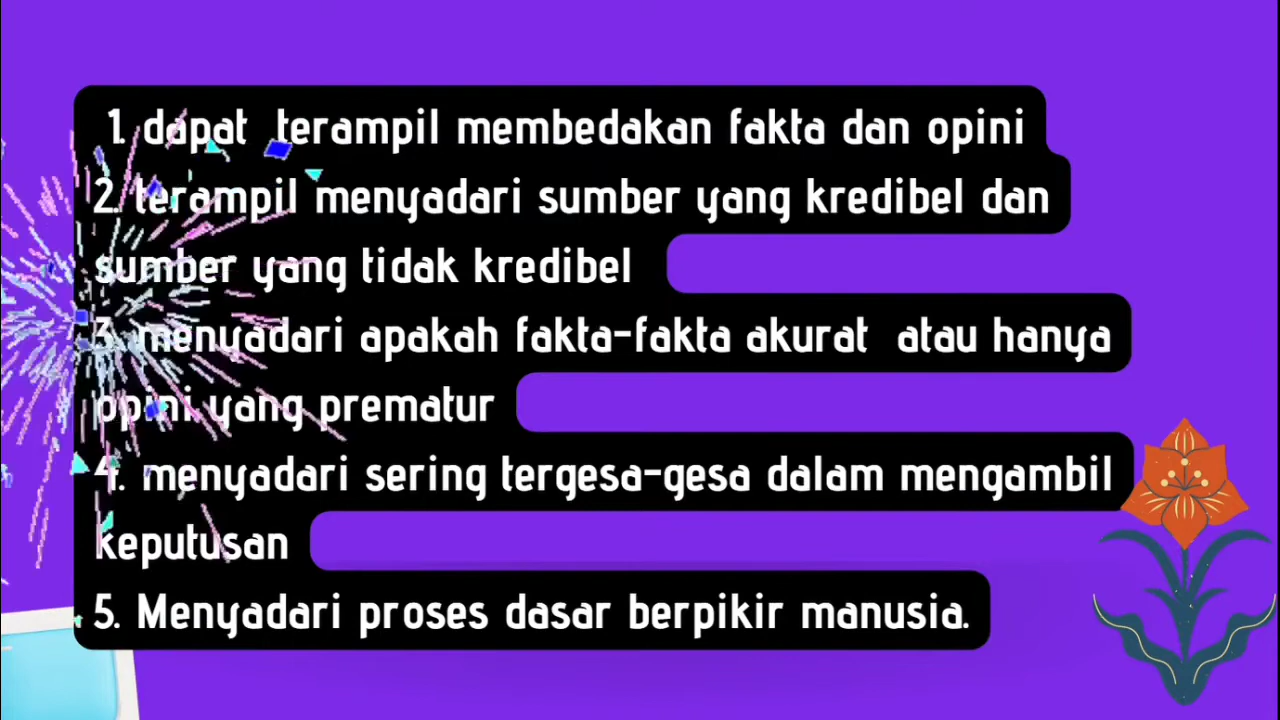 1. dapat terampil membedakan fakta dan opini
2. terampil menyadari sumber yang kredibel dan
sumber yang tidak kredibel
3. menyadari apakah fakta-fakta akurat atau hanya
opini yang prematur
4. menyadari sering tergesa-gesa dalam mengambil
keputusan
5. Menyadari proses dasar berpikir manusia.